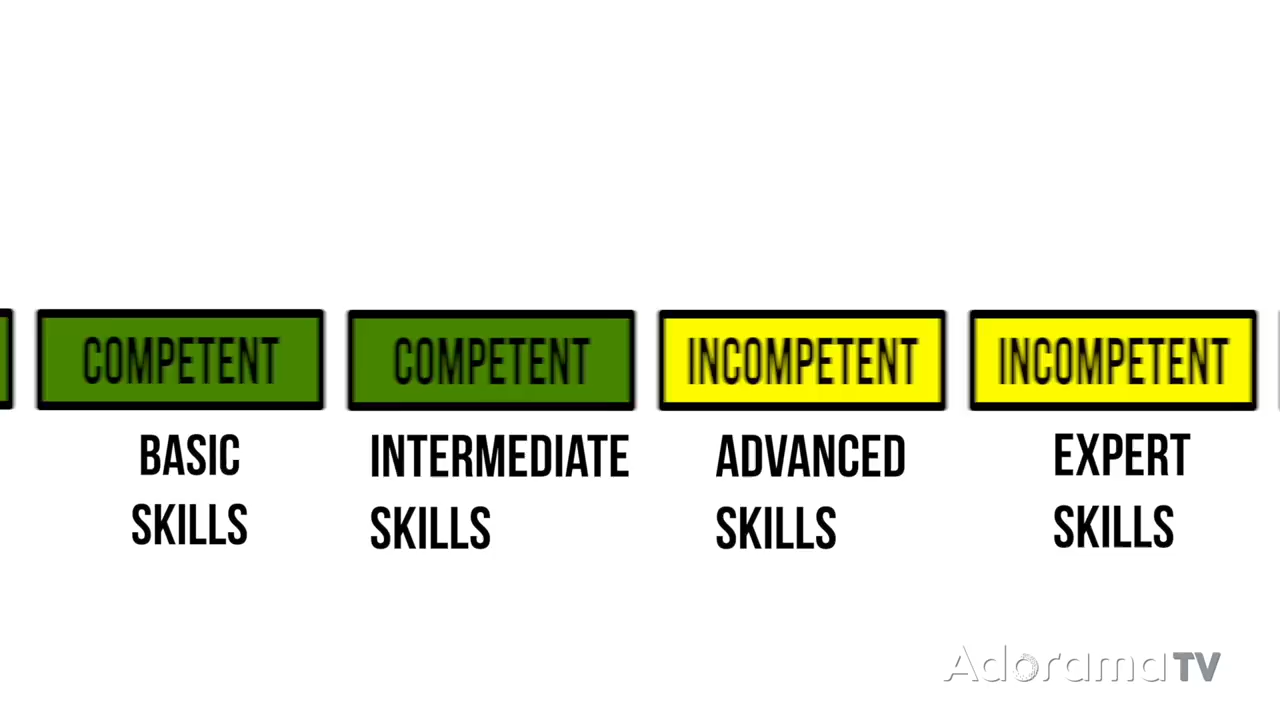 COMPETENT
COMPETENT
INCOMPETENT
INCOMPETENT
BASIC
SKILLS
INTERMEDIATE
SKILLS
ADVANCED
SKILLS
EXPERT
SKILLS
AdoramaTV